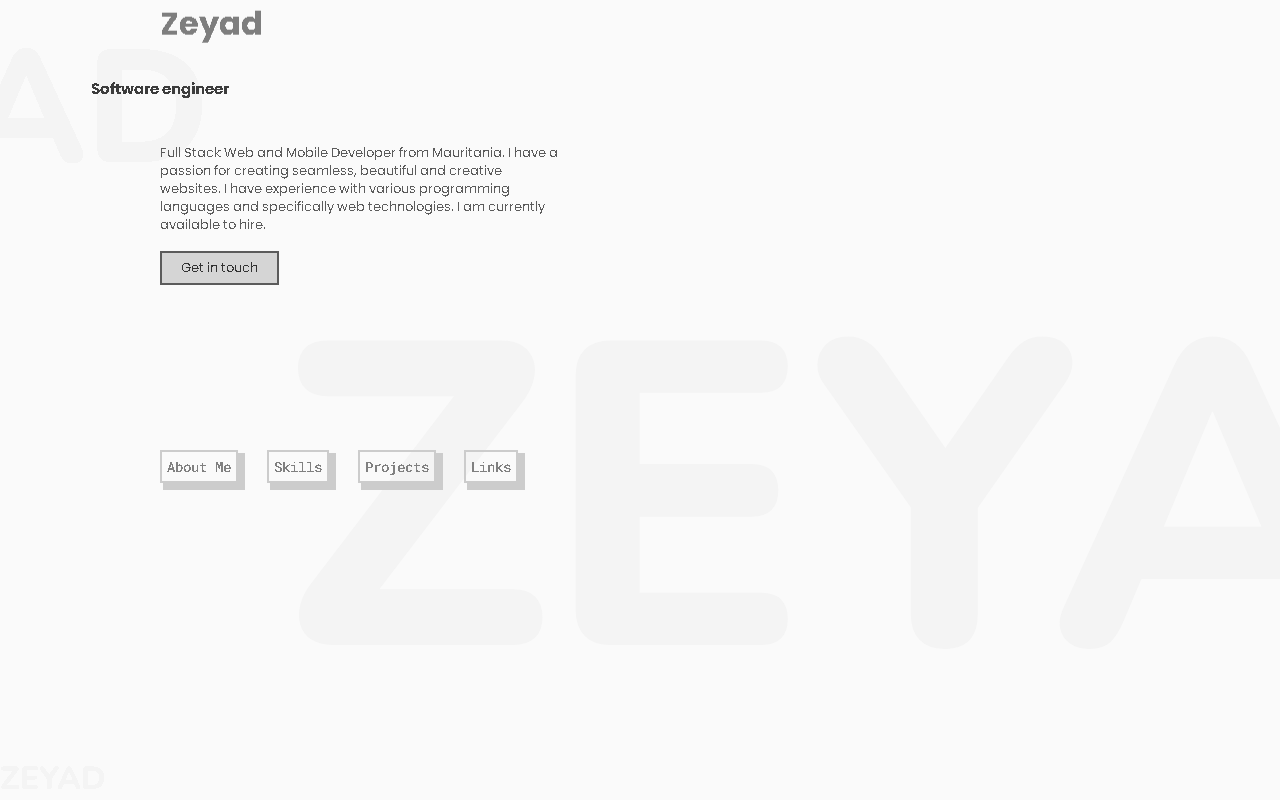 Zeyad
AD
Software engineer
Full Stack Web and Mobile Developer from Mauritania. I have a
passion for creating seamless, beautiful and creative
websites. I have experience with various programming
languages and specifically web technologies. I am currently
available to hire.
Get in touch
ZEYA
About Me
Skills
Projects
Links
ZEYAD